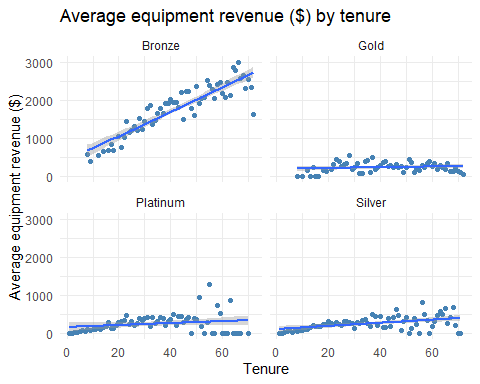 Average equipment revenue ($) by tenure
Bronze
Gold
3000
2000
1000
0
Platinum
Silver
3000
2000
1000
0
0
20
40
60
0
20
40
60
Tenure
Average equipment revenue ($)